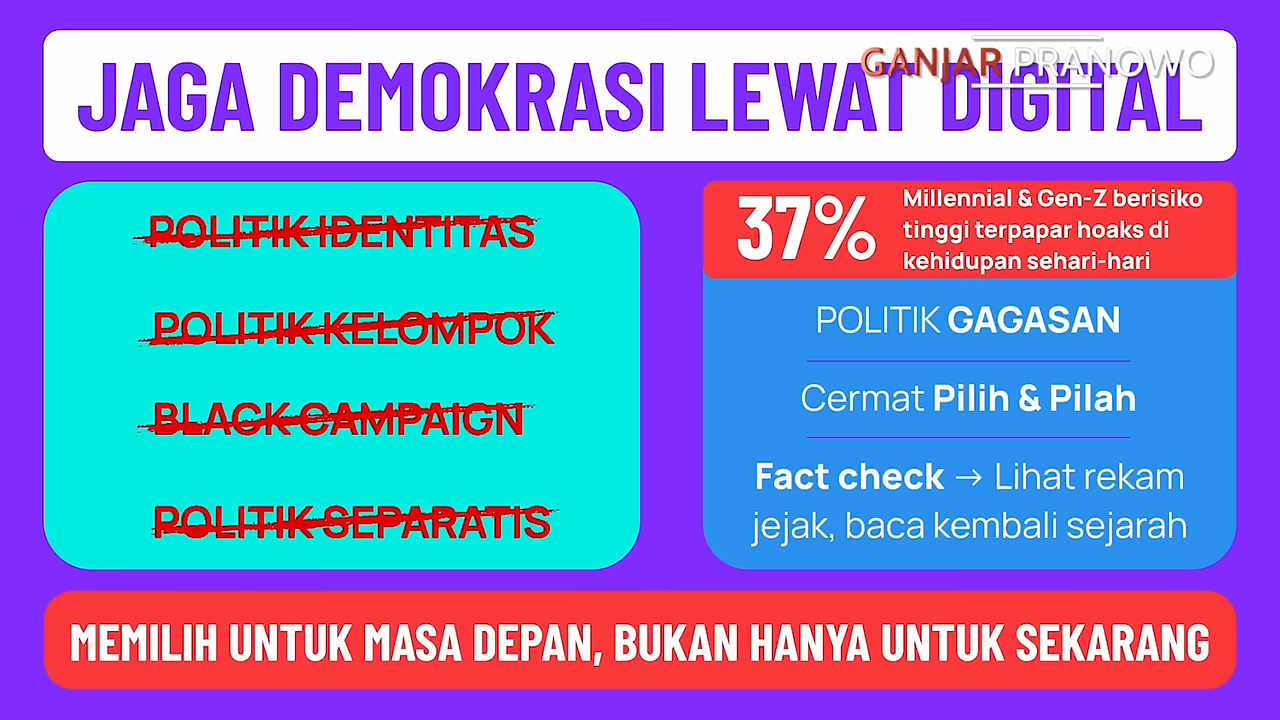 GANJAR PRANOWO
JAGA DEMOKRASI LEWAT DIGITAL
POLITIK IDENTITAS
POLITIK KELOMPOK
BLACK CAMPAIGN
POLITIK SEPARATIS
37%
Millennial & Gen-Z berisiko
tinggi terpapar hoaks di
kehidupan sehari-hari
POLITIK GAGASAN
Cermat Pilih & Pilah
Fact check → Lihat rekam
jejak, baca kembali sejarah
MEMILIH UNTUK MASA DEPAN, BUKAN HANYA UNTUK SEKARANG